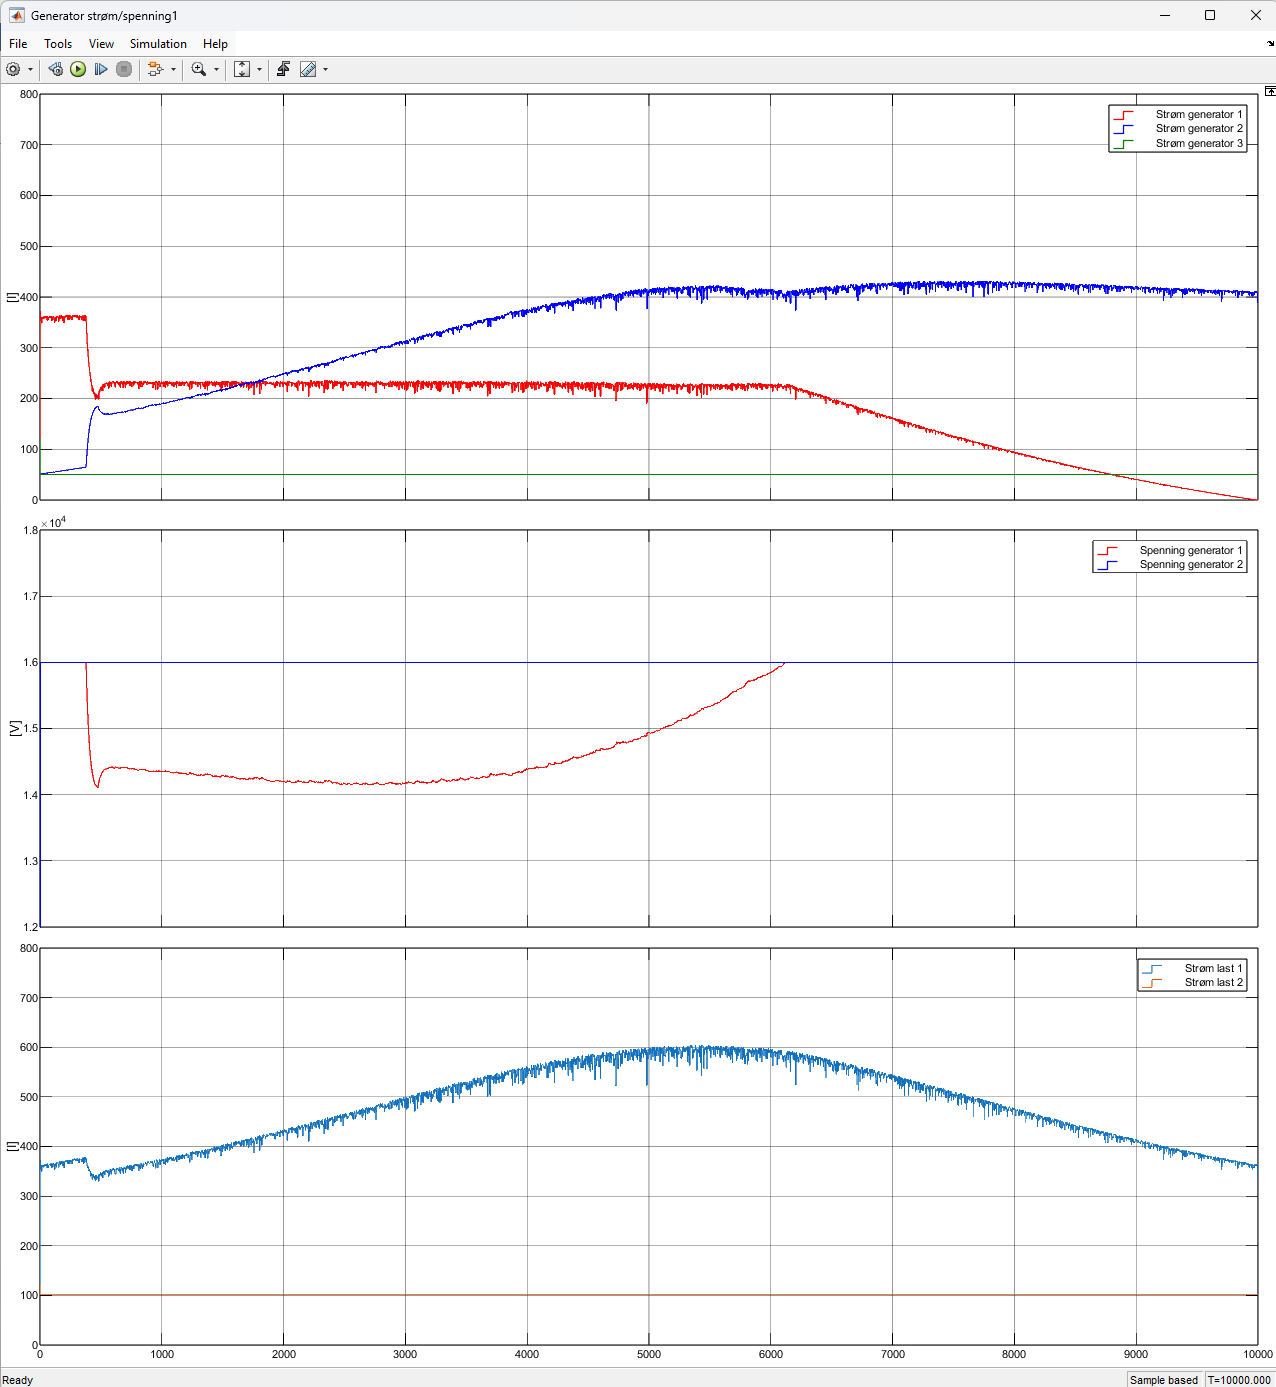 Generator strøm/spenning1
File Tools View Simulation Help
800
700
600
500
400
300
200
100
0
[I]
Strøm generator 1
Strøm generator 2
Strøm generator 3
×10^4
1.8
1.7
1.6
1.5
1.4
1.3
1.2
[V]
Spenning generator 1
Spenning generator 2
800
700
600
500
400
300
200
100
0
[I]
Strøm last 1
Strøm last 2
0 1000 2000 3000 4000 5000 6000 7000 8000 9000 10000
Ready Sample based T=10000.000